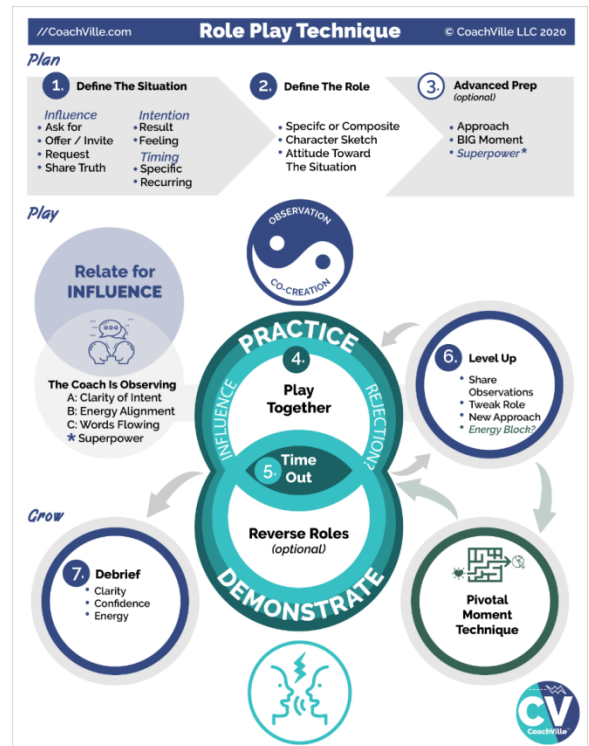 //CoachVille.com
Role Play Technique
© CoachVille LLC 2020
Plan
1. Define The Situation
Influence
• Ask for
• Offer / Invite
• Request
• Share Truth
Intention
• Result
• Feeling
Timing
• Specific
• Recurring
2. Define The Role
• Specifc or Composite
• Character Sketch
• Attitude Toward
The Situation
3. Advanced Prep
(optional)
• Approach
• BIG Moment
• Superpower*
Play
OBSERVATION
CO-CREATION
Relate for
INFLUENCE
The Coach Is Observing
A: Clarity of Intent
B: Energy Alignment
C: Words Flowing
* Superpower
PRACTICE
INFLUENCE
REJECTION?
4.
Play
Together
5. Time
Out
Reverse Roles
(optional)
DEMONSTRATE
6. Level Up
• Share
Observations
• Tweak Role
• New Approach
• Energy Block?
Pivotal
Moment
Technique
Grow
7. Debrief
• Clarity
• Confidence
• Energy
CV
CoachVille